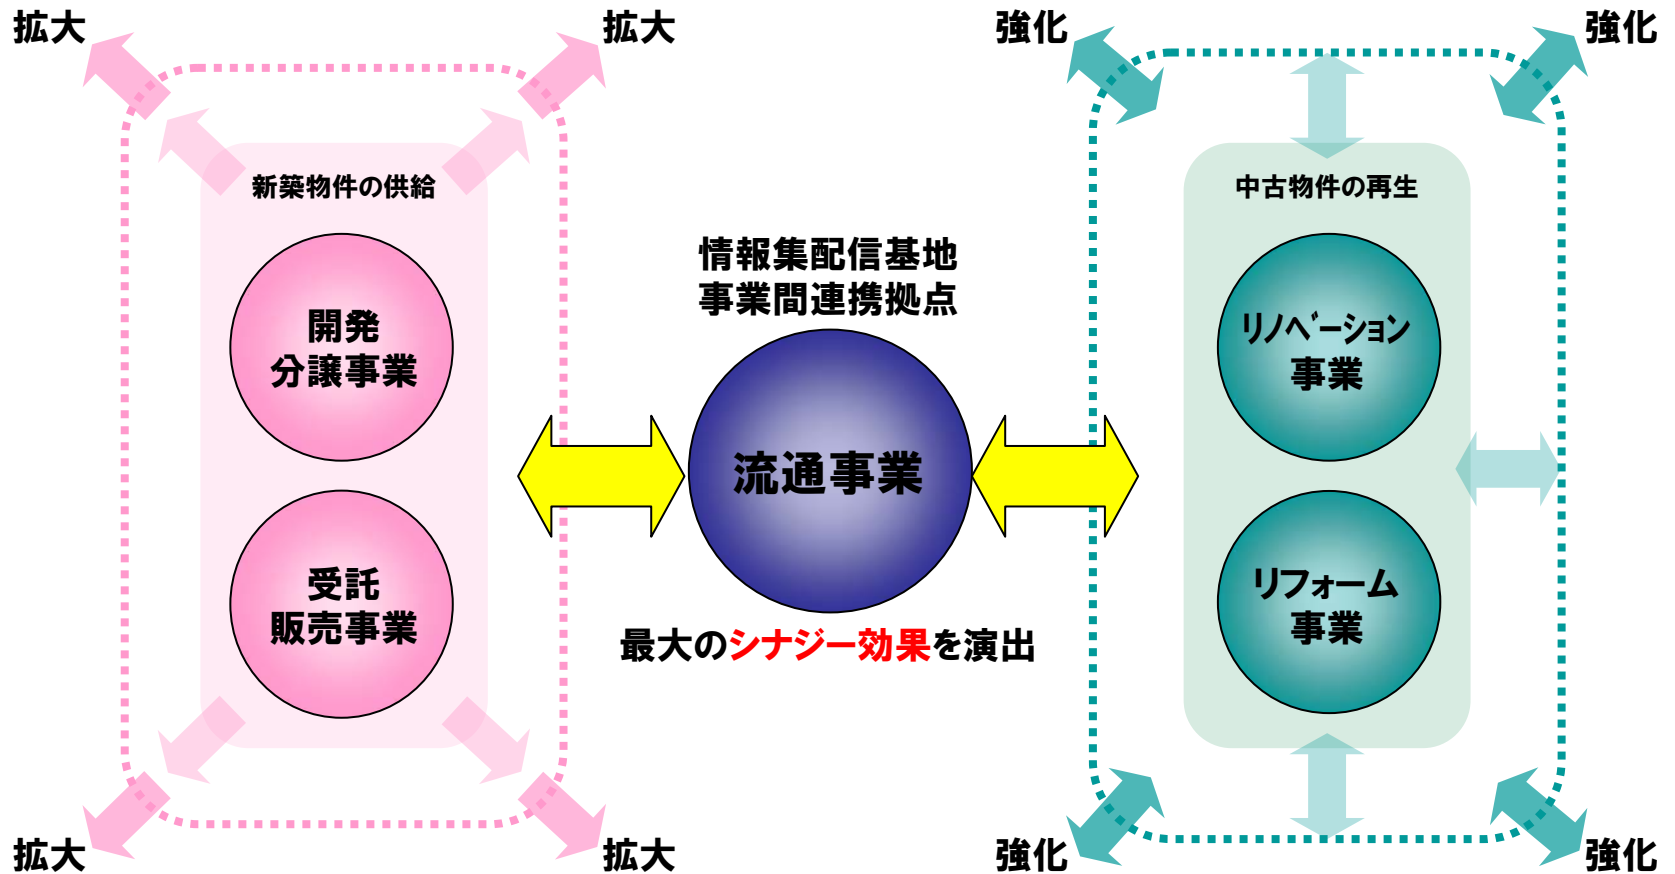 拡大
拡大
強化
強化
新築物件の供給
中古物件の再生
情報集配信基地
事業間連携拠点
開発
分譲事業
リノベーション
事業
流通事業
受託
販売事業
リフォーム
事業
最大のシナジー効果を演出
拡大
拡大
強化
強化